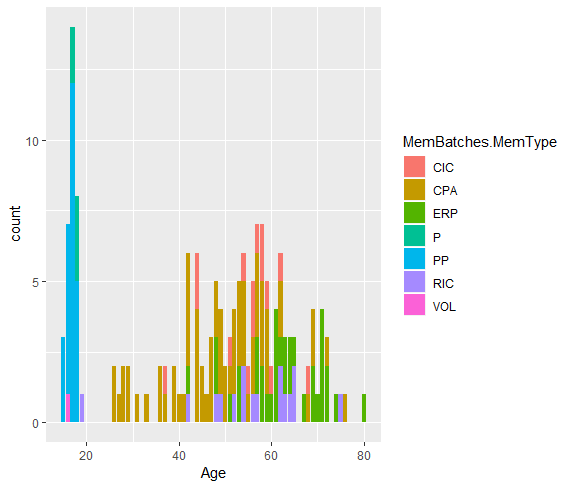 10
5
0
count
20
40
60
80
Age
MemBatches.MemType
CIC
CPA
ERP
P
PP
RIC
VOL